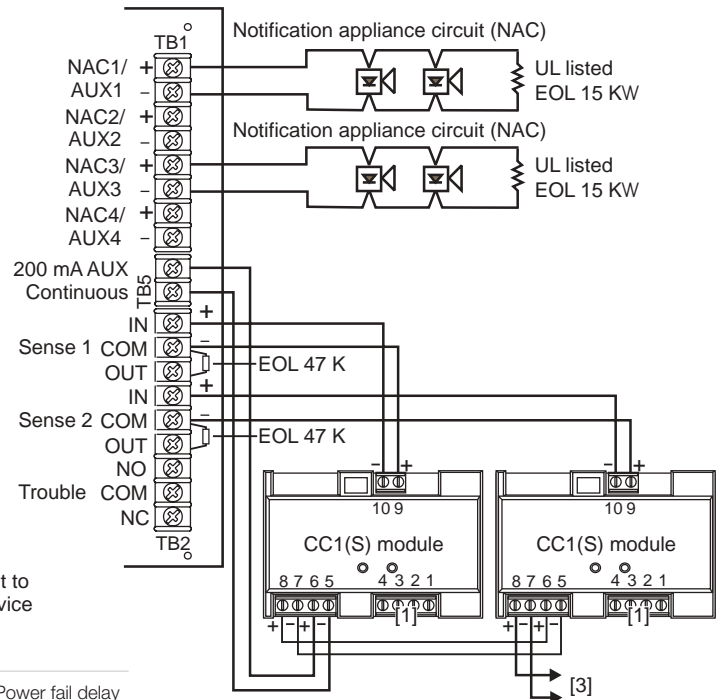 TB1
Notification appliance circuit (NAC)
NAC1/ +
AUX1 –
UL listed
EOL 15 KW
NAC2/ +
AUX2 –
Notification appliance circuit (NAC)
NAC3/ +
AUX3 –
UL listed
EOL 15 KW
NAC4/ +
AUX4 –
200 mA AUX
Continuous
TB5
IN +
Sense 1 COM –
OUT
EOL 47 K
IN +
Sense 2 COM –
OUT
EOL 47 K
NO
Trouble COM
NC
TB2
– +
10 9
CC1(S) module
8 7 6 5 4 3 2 1
[1]
+ – + –
– +
10 9
CC1(S) module
8 7 6 5 4 3 2 1
[1]
+ – + –
+
–
[3]
t to
vice
Power fail delay